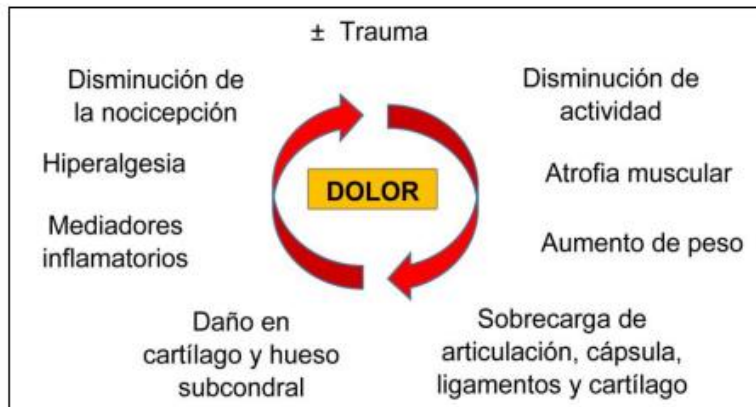 ± Trauma
Disminución de
la nocicepción
Hiperalgesia
Mediadores
inflamatorios
DOLOR
Disminución de
actividad
Atrofia muscular
Aumento de peso
Daño en
cartílago y hueso
subcondral
Sobrecarga de
articulación, cápsula,
ligamentos y cartílago